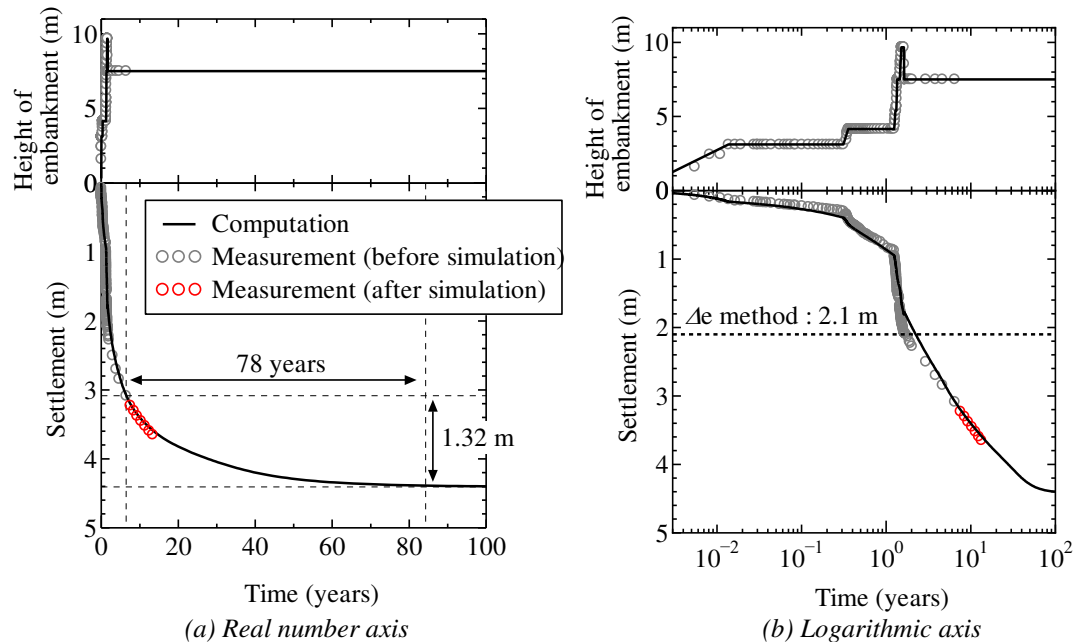 Height of
embankment (m)
10
5
0
Settlement (m)
1
2
3
4
5
Computation
Measurement (before simulation)
Measurement (after simulation)
78 years
1.32 m
0 20 40 60 80 100
Time (years)
(a) Real number axis
Height of
embankment (m)
10
5
0
Settlement (m)
1
2
3
4
5
Δe method : 2.1 m
10⁻² 10⁻¹ 10⁰ 10¹ 10²
Time (years)
(b) Logarithmic axis